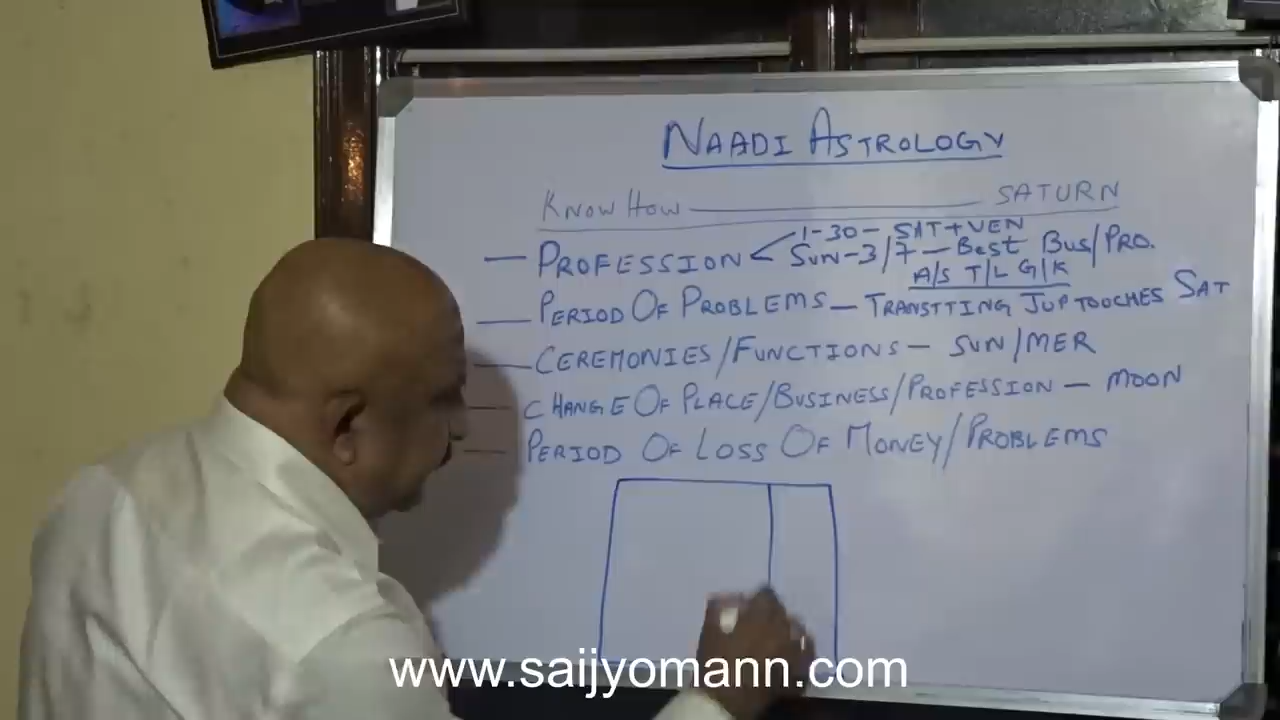 NAADI ASTROLOGY
KNOW HOW ———— SATURN
— PROFESSION < 1-30- SAT+VEN
SUN-3/7- BEST BUS/PRO.
A/S T/L G/K
— PERIOD OF PROBLEMS - TRANSTTING JUP TOOCHES SAT
— CEREMONIES/FUNCTIONS - SUN/MER
— CHANGE OF PLACE/BUSINESS/PROFESSION - MOON
— PERIOD OF LOSS OF MONEY/PROBLEMS
www.saijyomann.com